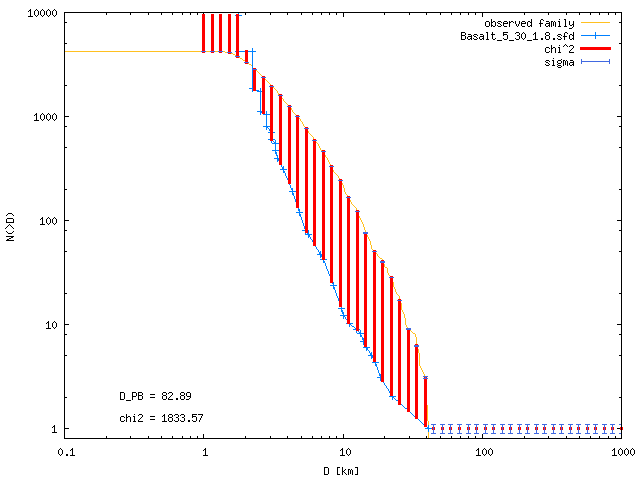 10000
1000
100
10
1
N(>D)
observed family
Basalt_5_30_1.8.sfd
chi^2
sigma
D_PB = 82.89
chi2 = 1833.57
0.1 1 10 100 1000
D [km]